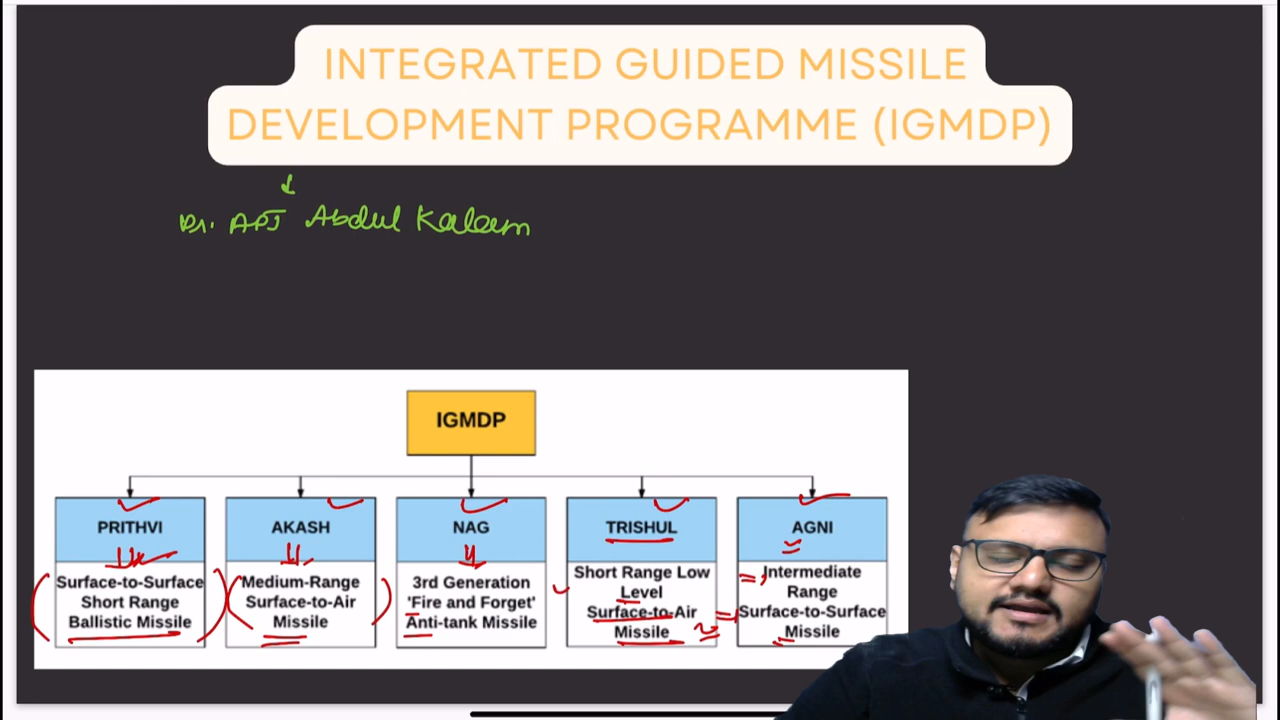 INTEGRATED GUIDED MISSILE
DEVELOPMENT PROGRAMME (IGMDP)
Dr. APJ Abdul Kalam
IGMDP
PRITHVI
Surface-to-Surface
Short Range
Ballistic Missile
AKASH
Medium-Range
Surface-to-Air
Missile
NAG
3rd Generation
'Fire and Forget'
Anti-tank Missile
TRISHUL
Short Range Low
Level
Surface-to-Air
Missile
AGNI
Intermediate
Range
Surface-to-Surface
Missile